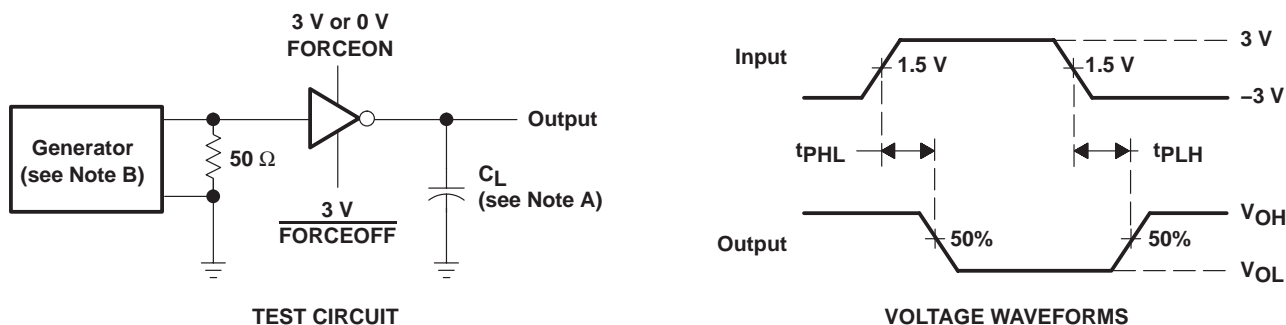 3 V or 0 V
FORCEON
Generator
(see Note B)
50 Ω
3 V
FORCEOFF
Output
CL
(see Note A)
TEST CIRCUIT
Input
1.5 V
1.5 V
3 V
–3 V
tPHL
tPLH
Output
50%
50%
VOH
VOL
VOLTAGE WAVEFORMS